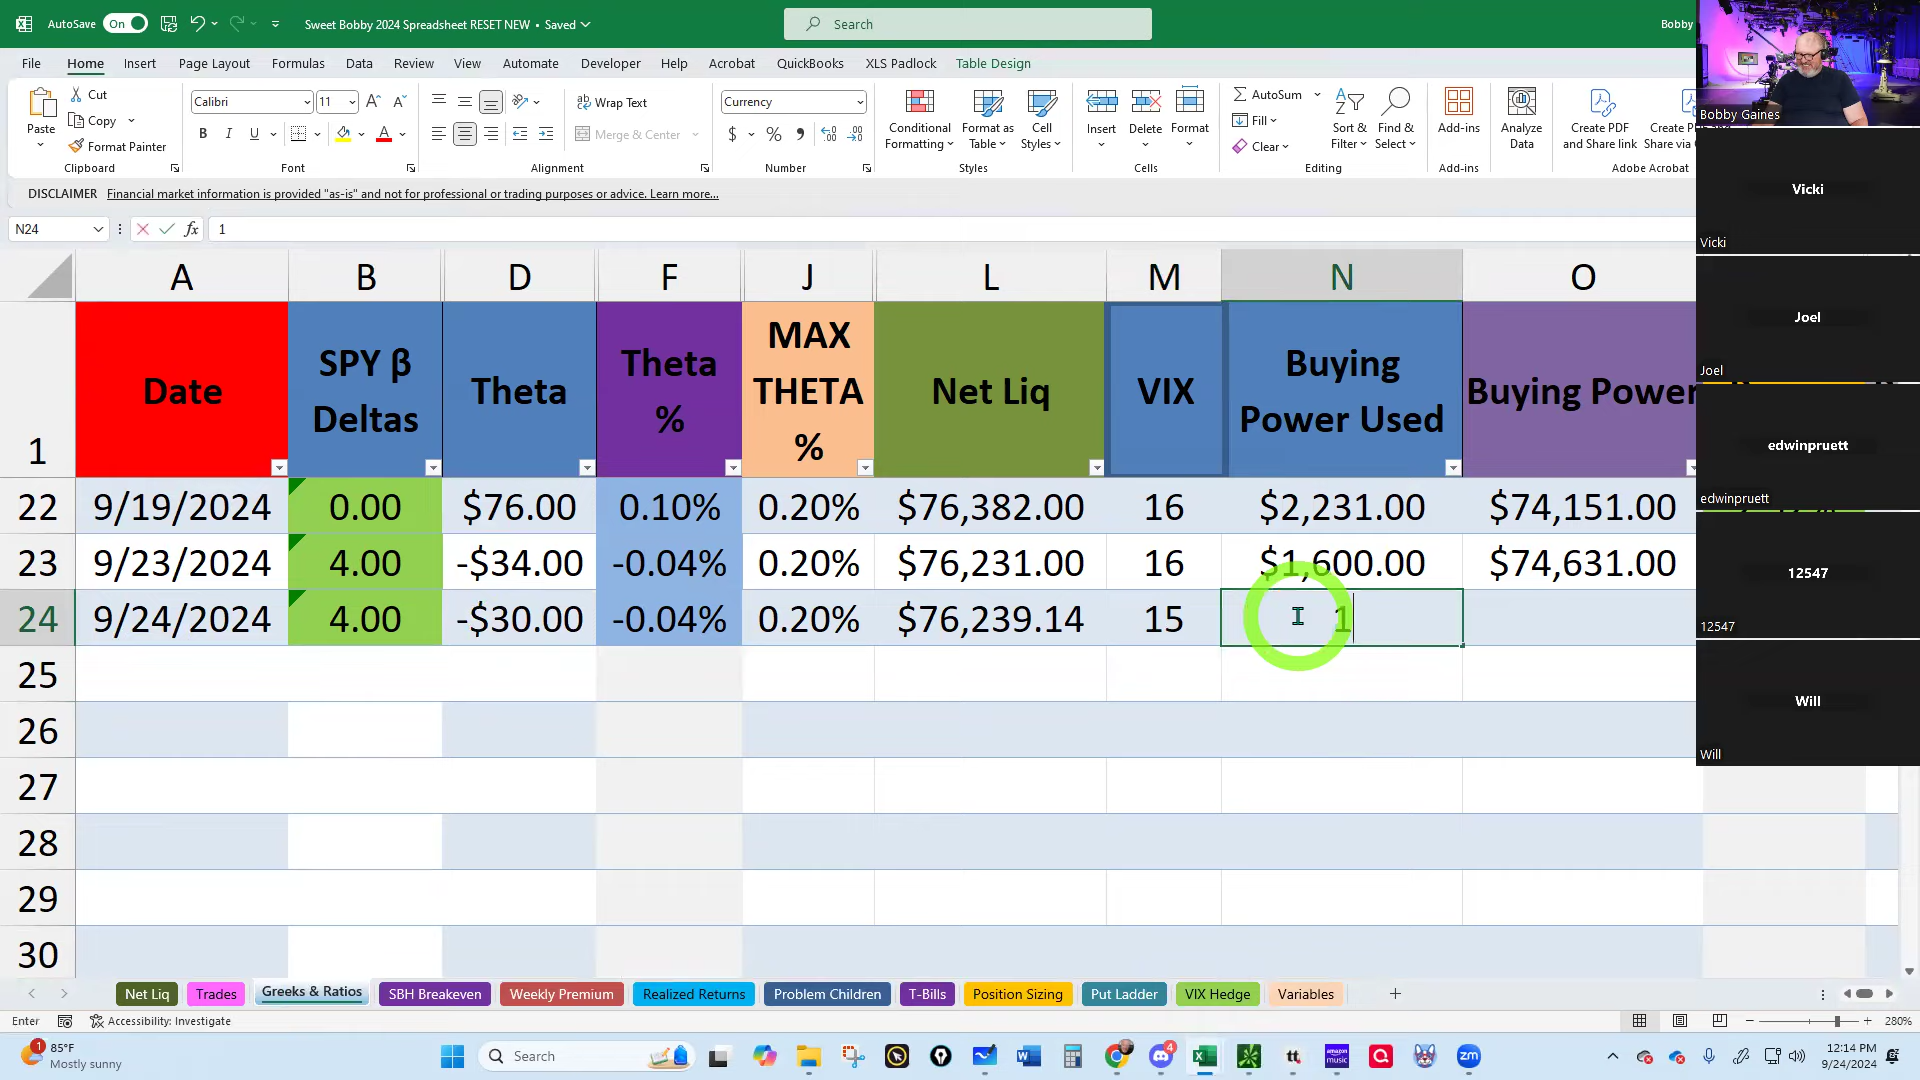 AutoSave On Sweet Bobby 2024 Spreadsheet RESET NEW • Saved Search Bobby
File Home Insert Page Layout Formulas Data Review View Automate Developer Help Acrobat QuickBooks XLS Padlock Table Design
Paste
Cut
Copy
Format Painter
Clipboard
Calibri 11
B I U
Font
Wrap Text
Merge & Center
Alignment
Currency
$ %
Number
Conditional Formatting
Format as Table
Cell Styles
Styles
Insert Delete Format
Cells
AutoSum
Fill
Clear
Sort & Filter
Find & Select
Editing
Add-ins
Add-ins
Analyze Data
Create PDF and Share link
Create PDF
Share via
Adobe Acrobat
DISCLAIMER Financial market information is provided "as-is" and not for professional or trading purposes or advice. Learn more...
N24 fx 1
A B D F J L M N O
1 Date SPY β Deltas Theta Theta % MAX THETA % Net Liq VIX Buying Power Used Buying Power
22 9/19/2024 0.00 $76.00 0.10% 0.20% $76,382.00 16 $2,231.00 $74,151.00
23 9/23/2024 4.00 -$34.00 -0.04% 0.20% $76,231.00 16 $1,600.00 $74,631.00
24 9/24/2024 4.00 -$30.00 -0.04% 0.20% $76,239.14 15 1
25
26
27
28
29
30
Bobby Gaines
Vicki
Vicki
Joel
Joel
edwinpruett
edwinpruett
12547
12547
Will
Will
Net Liq Trades Greeks & Ratios SBH Breakeven Weekly Premium Realized Returns Problem Children T-Bills Position Sizing Put Ladder VIX Hedge Variables
Enter Accessibility: Investigate 280%
1 85°F
Mostly sunny
Search
tt
amazon music
4
zm
12:14 PM
9/24/2024